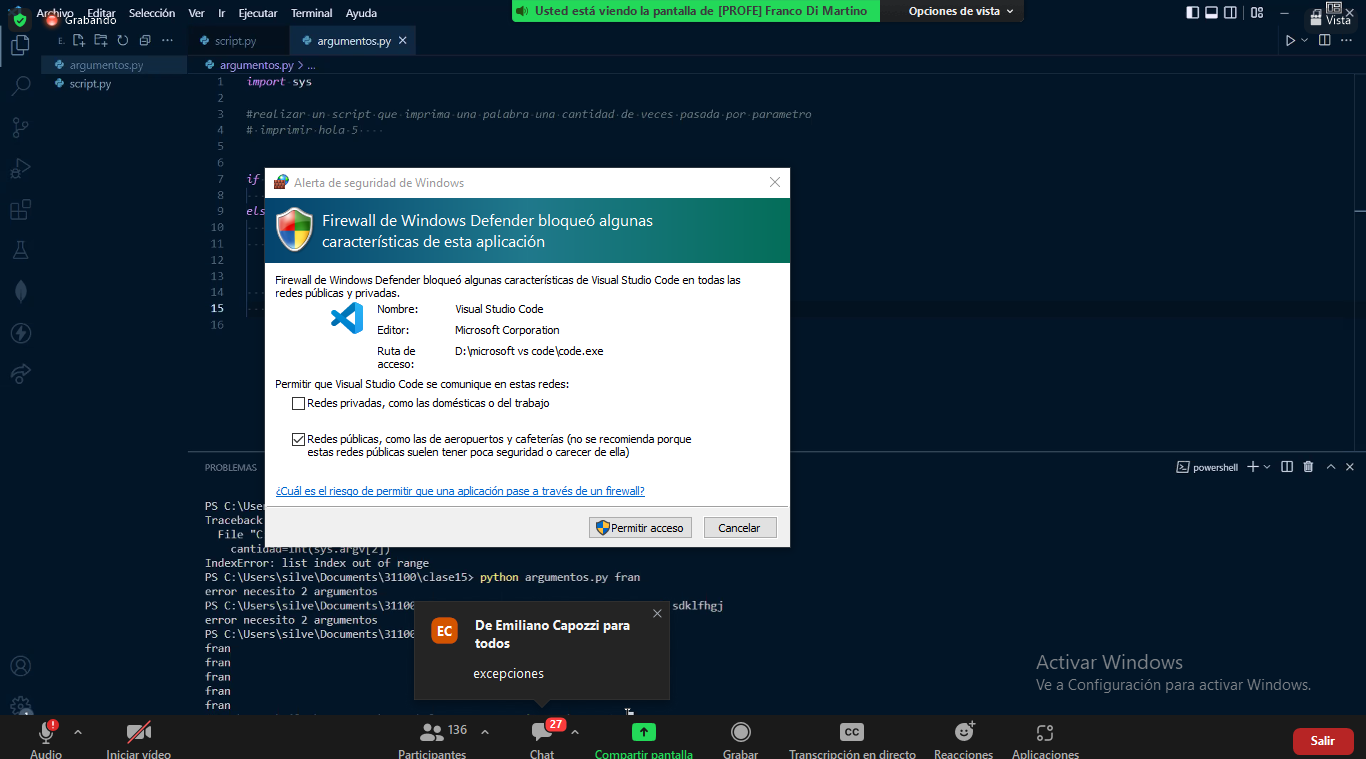 Archivo Editar Selección Ver Ir Ejecutar Terminal Ayuda
Grabando
Usted está viendo la pantalla de [PROFE] Franco Di Martino
Opciones de vista
Vista
E.
script.py
argumentos.py
argumentos.py
script.py
argumentos.py > ...
1 import sys
2
3 #realizar un script que imprima una palabra una cantidad de veces pasada por parametro
4 # imprimir hola 5
5
6
7 if
8
9 els
10
11
12
13
14
15
16
Alerta de seguridad de Windows
Firewall de Windows Defender bloqueó algunas
características de esta aplicación
Firewall de Windows Defender bloqueó algunas características de Visual Studio Code en todas las
redes públicas y privadas.
Nombre: Visual Studio Code
Editor: Microsoft Corporation
Ruta de
acceso: D:\microsoft vs code\code.exe
Permitir que Visual Studio Code se comunique en estas redes:
Redes privadas, como las domésticas o del trabajo
Redes públicas, como las de aeropuertos y cafeterías (no se recomienda porque
estas redes públicas suelen tener poca seguridad o carecer de ella)
¿Cuál es el riesgo de permitir que una aplicación pase a través de un firewall?
Permitir acceso
Cancelar
PROBLEMAS
powershell
PS C:\User
Traceback
File "C
cantidad=int(sys.argv[2])
IndexError: list index out of range
PS C:\Users\silve\Documents\31100\clase15> python argumentos.py fran
error necesito 2 argumentos
PS C:\Users\silve\Documents\31100 sdklfhgj
error necesito 2 argumentos
PS C:\Users\silve\Documents\31100
fran
fran
fran
fran
fran
EC
De Emiliano Capozzi para
todos
excepciones
Activar Windows
Ve a Configuración para activar Windows.
Audio
Iniciar vídeo
136
Participantes
27
Chat
Compartir pantalla
Grabar
CC
Transcripción en directo
Reacciones
Aplicaciones
Salir